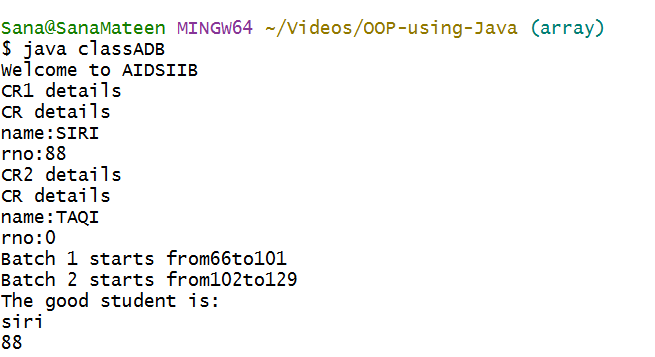 Sana@SanaMateen MINGW64 ~/Videos/OOP-using-Java (array)
$ java classADB
Welcome to AIDSIIB
CR1 details
CR details
name:SIRI
rno:88
CR2 details
CR details
name:TAQI
rno:0
Batch 1 starts from66to101
Batch 2 starts from102to129
The good student is:
siri
88